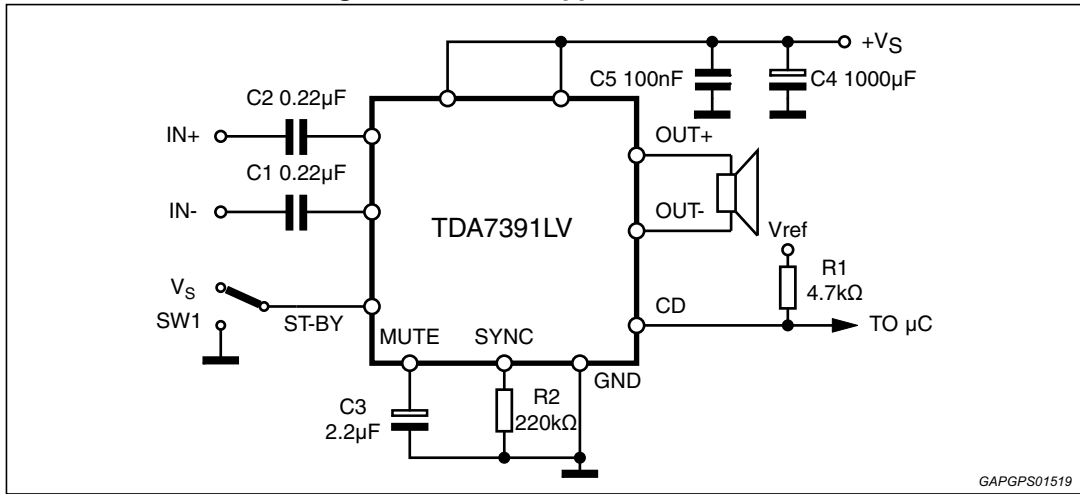 +VS
C5 100nF
C4 1000µF
C2 0.22µF
IN+
OUT+
C1 0.22µF
IN-
OUT-
TDA7391LV
Vref
R1
4.7kΩ
VS
SW1
ST-BY
CD
TO µC
MUTE
SYNC
GND
C3
2.2µF
R2
220kΩ
GAPGPS01519